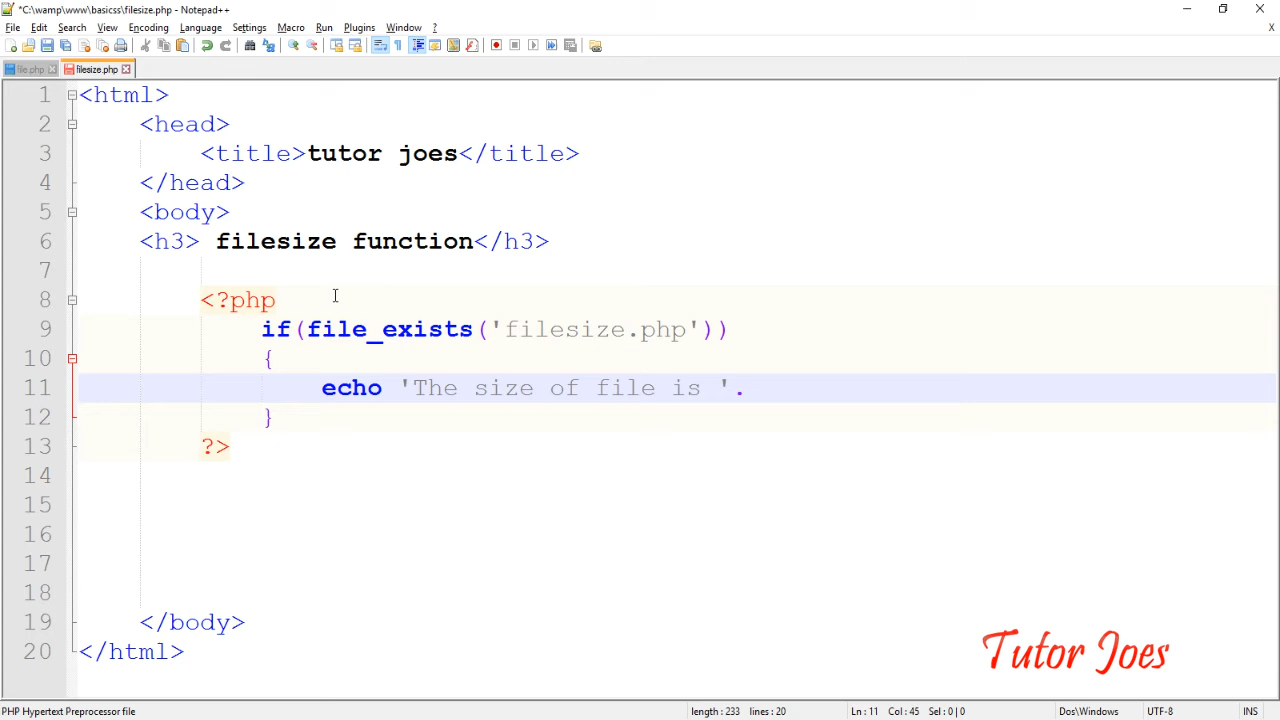 *C:\wamp\www\basicss\filesize.php - Notepad++
File Edit Search View Encoding Language Settings Macro Run Plugins Window ?
X
file.php filesize.php
1 <html>
2 <head>
3 <title>tutor joes</title>
4 </head>
5 <body>
6 <h3> filesize function</h3>
7
8 <?php
9 if(file_exists('filesize.php'))
10 {
11 echo 'The size of file is '.
12 }
13 ?>
14
15
16
17
18
19 </body>
20 </html>
Tutor Joes
PHP Hypertext Preprocessor file length : 233 lines : 20 Ln : 11 Col : 45 Sel : 0 | 0 Dos\Windows UTF-8 INS